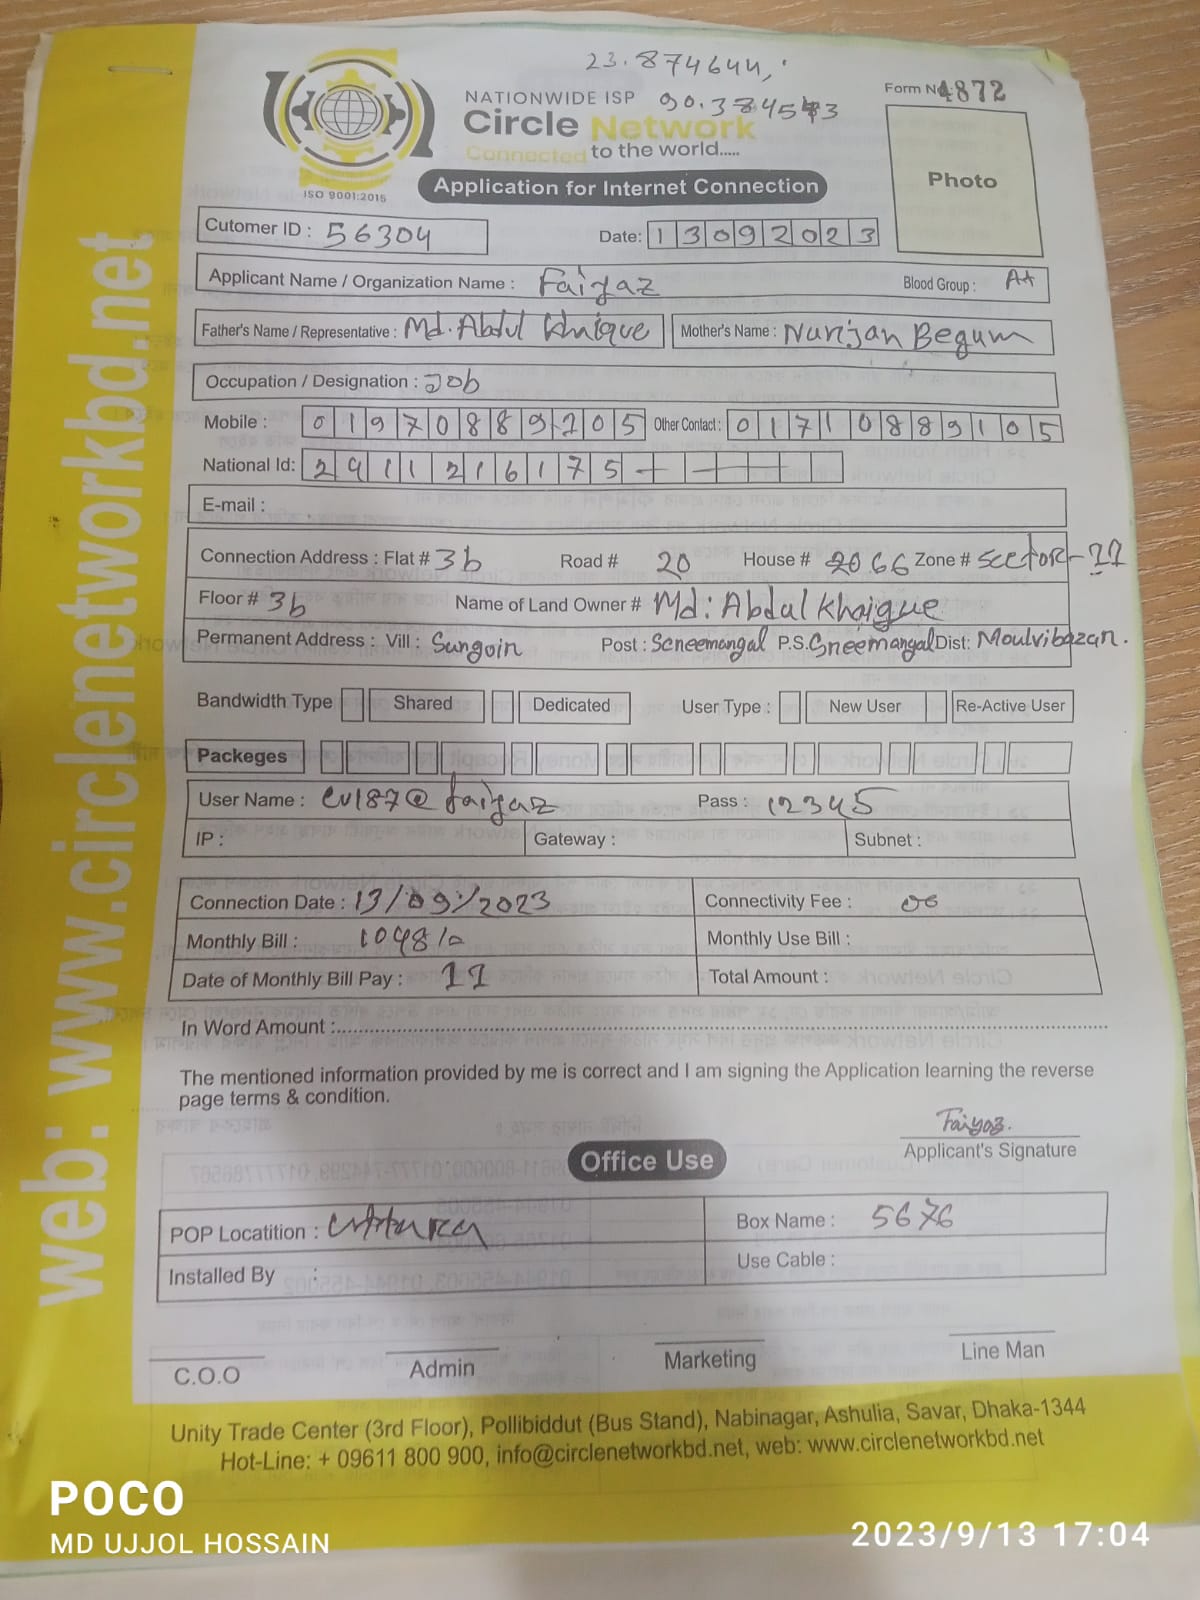 23.874644,
90.384543
NATIONWIDE ISP
Circle Network
Connected to the world.....
ISO 9001:2015
Form No 4872
Photo
Application for Internet Connection
Cutomer ID : 56304
Date: 13092023
Applicant Name / Organization Name : Faiyaz Blood Group : A+
Father's Name / Representative : Md. Abdul Khaique Mother's Name : Nurijan Begum
Occupation / Designation : Job
Mobile : 01970889205 Other Contact : 01710889105
National Id: 2911216175
E-mail :
Connection Address : Flat # 3b Road # 20 House # 2066 Zone # Sector-11
Floor # 3b Name of Land Owner # Md: Abdul Khaique
Permanent Address : Vill : Sungoin Post : Scneemangal P.S. Sneemangal Dist: Moulvibazan.
Bandwidth Type Shared Dedicated User Type : New User Re-Active User
Packeges
User Name : cv187@faiyaz Pass : 12345
IP : Gateway : Subnet :
Connection Date : 13/09/2023 Connectivity Fee : 00
Monthly Bill : 1048/= Monthly Use Bill :
Date of Monthly Bill Pay : 11 Total Amount :
In Word Amount :
The mentioned information provided by me is correct and I am signing the Application learning the reverse
page terms & condition.
Faiyaz.
Applicant's Signature
Office Use
POP Locatition : uttara Box Name : 5676
Installed By : Use Cable :
C.O.O Admin Marketing Line Man
Unity Trade Center (3rd Floor), Pollibiddut (Bus Stand), Nabinagar, Ashulia, Savar, Dhaka-1344
Hot-Line: + 09611 800 900, info@circlenetworkbd.net, web: www.circlenetworkbd.net
web: www.circlenetworkbd.net
POCO
MD UJJOL HOSSAIN
2023/9/13 17:04